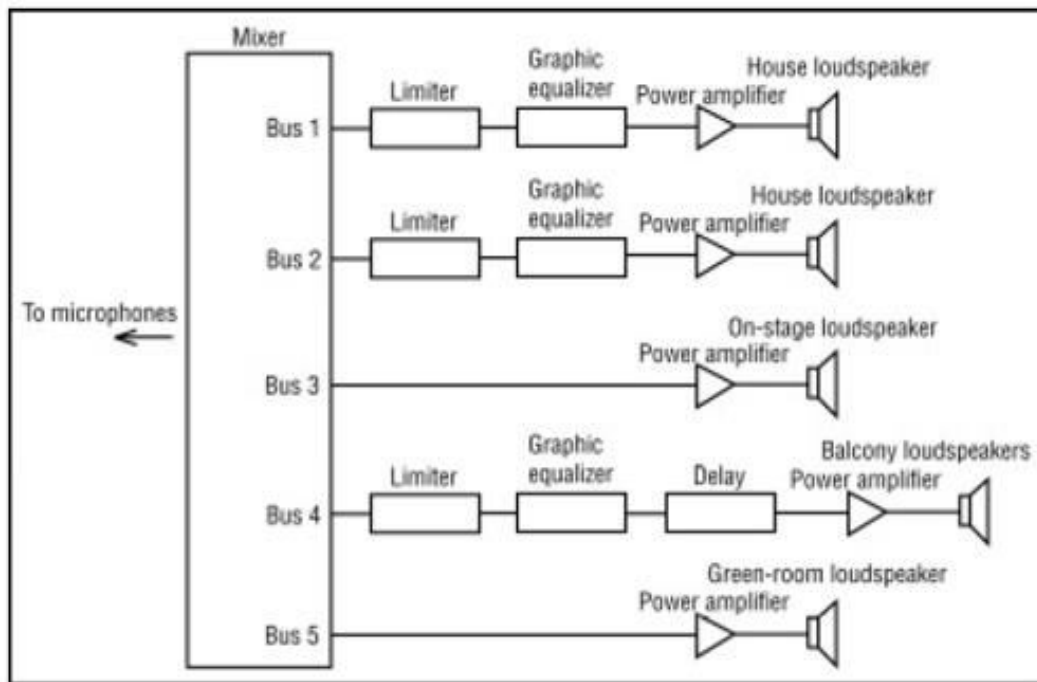 Mixer
Graphic
equalizer
House loudspeaker
Limiter
Power amplifier
Bus 1
Graphic
equalizer
House loudspeaker
Limiter
Power amplifier
Bus 2
To microphones
On-stage loudspeaker
Power amplifier
Bus 3
Graphic
equalizer
Balcony loudspeakers
Limiter
Delay
Power amplifier
Bus 4
Green-room loudspeaker
Power amplifier
Bus 5